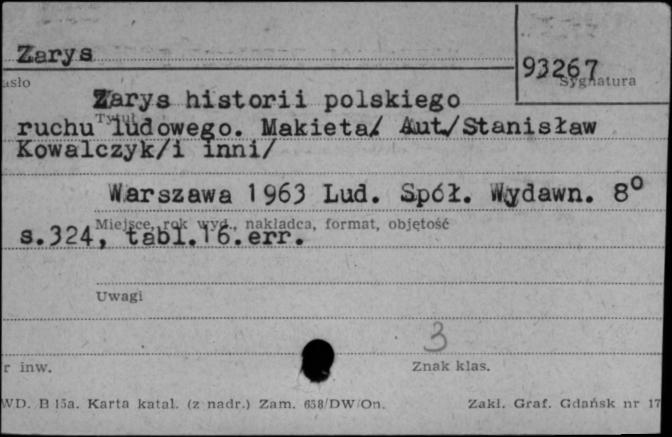 Zarys
93267
asło
Sygnatura
Zarys historii polskiego
Tytuł
ruchu ludowego. Makieta/ Aut/Stanisław
Kowalczyk/i inni/
Warszawa 1963 Lud. Spół. Wydawn. 8°
Miejsce, rok wyd., nakładca, format, objętość
s.324, tabl.16.err.
Uwagi
3
r inw.
Znak klas.
WD. B 15a. Karta katal. (z nadr.) Zam. 658/DW/On.
Zakł. Graf. Gdańsk nr 17